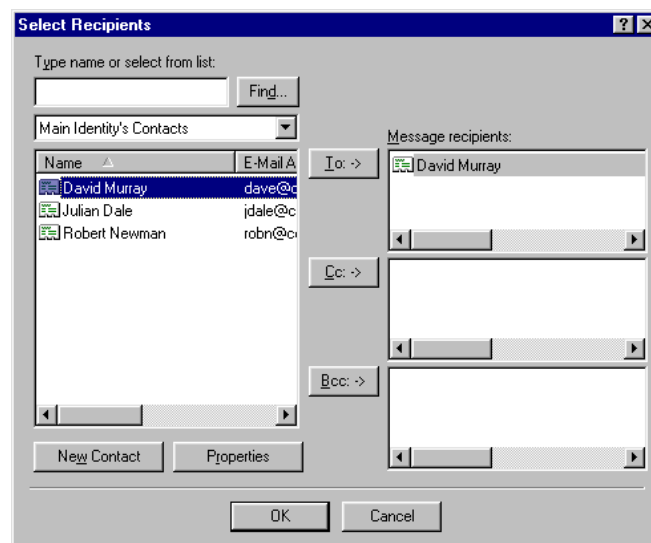 Select Recipients
Type name or select from list:
Find...
Main Identity's Contacts
Name E-Mail A
David Murray dave@c
Julian Dale jdale@c
Robert Newman robn@c
New Contact Properties
Message recipients:
To: ->
David Murray
Cc: ->
Bcc: ->
OK Cancel